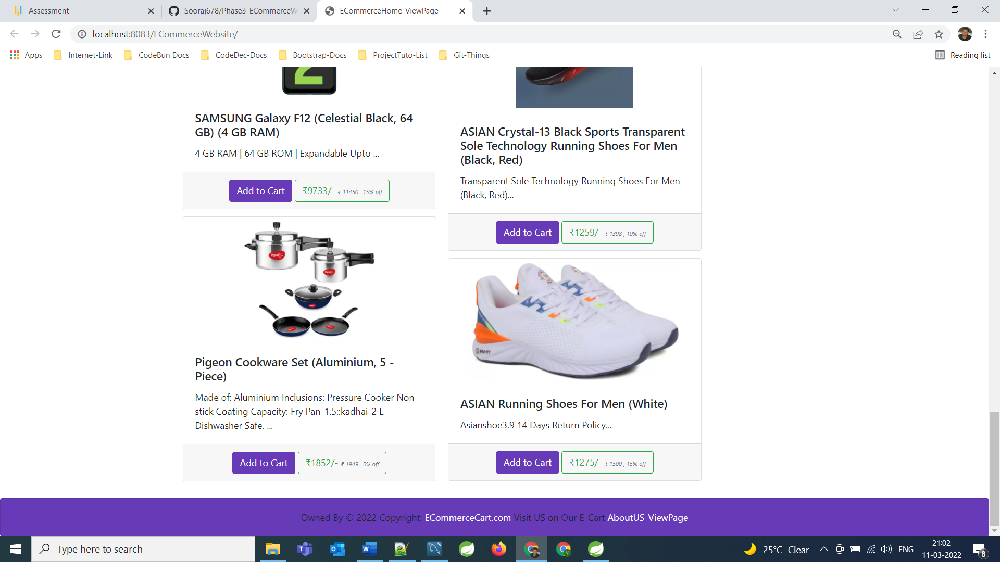 Assessment
Sooraj678/Phase3-ECommerceW
ECommerceHome-ViewPage
localhost:8083/ECommerceWebsite/
Apps
Internet-Link
CodeBun Docs
CodeDec-Docs
Bootstrap-Docs
ProjectTuto-List
Git-Things
Reading list
2
SAMSUNG Galaxy F12 (Celestial Black, 64
GB) (4 GB RAM)
4 GB RAM | 64 GB ROM | Expandable Upto ...
Add to Cart
₹9733/- ₹ 11450 , 15% off
ASIAN Crystal-13 Black Sports Transparent
Sole Technology Running Shoes For Men
(Black, Red)
Transparent Sole Technology Running Shoes For Men
(Black, Red)...
Add to Cart
₹1259/- ₹ 1398 , 10% off
Pigeon
Pigeon
Pigeon Cookware Set (Aluminium, 5 -
Piece)
Made of: Aluminium Inclusions: Pressure Cooker Non-
stick Coating Capacity: Fry Pan-1.5::kadhai-2 L
Dishwasher Safe, ...
Add to Cart
₹1852/- ₹ 1949 , 5% off
GRAVITY
ASIAN Running Shoes For Men (White)
Asianshoe3.9 14 Days Return Policy...
Add to Cart
₹1275/- ₹ 1500 , 15% off
Owned By © 2022 Copyright: ECommerceCart.com Visit US on Our E-Cart AboutUS-ViewPage
Type here to search
25°C Clear
ENG
21:02
11-03-2022
8